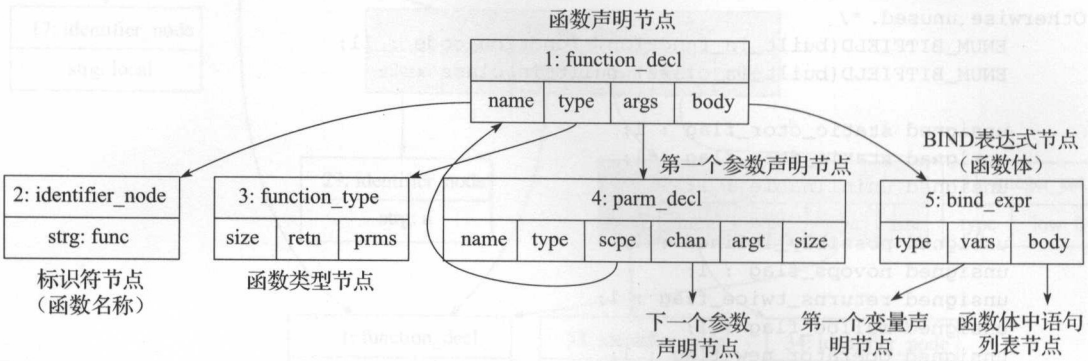 函数声明节点
1: function_decl
name type args body
第一个参数声明节点
BIND表达式节点
（函数体）
2: identifier_node
strg: func
标识符节点
（函数名称）
3: function_type
size retn prms
函数类型节点
4: parm_decl
name type scpe chan argt size
5: bind_expr
type vars body
下一个参数
声明节点
第一个变量声
明节点
函数体中语句
列表节点
Otherwise unused. */